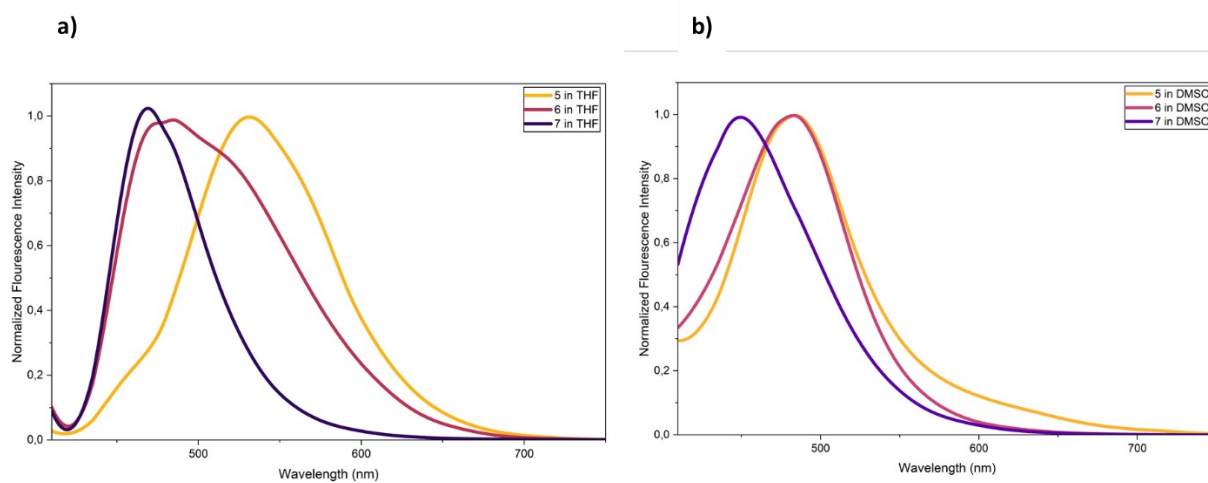 a)
5 in THF
6 in THF
7 in THF
1,0
0,8
0,6
0,4
0,2
0,0
Normalized Flourescence Intensity
500
600
700
Wavelength (nm)
b)
5 in DMSO
6 in DMSO
7 in DMSO
1,0
0,8
0,6
0,4
0,2
0,0
Normalized Flourescence Intensity
500
600
700
Wavelength (nm)